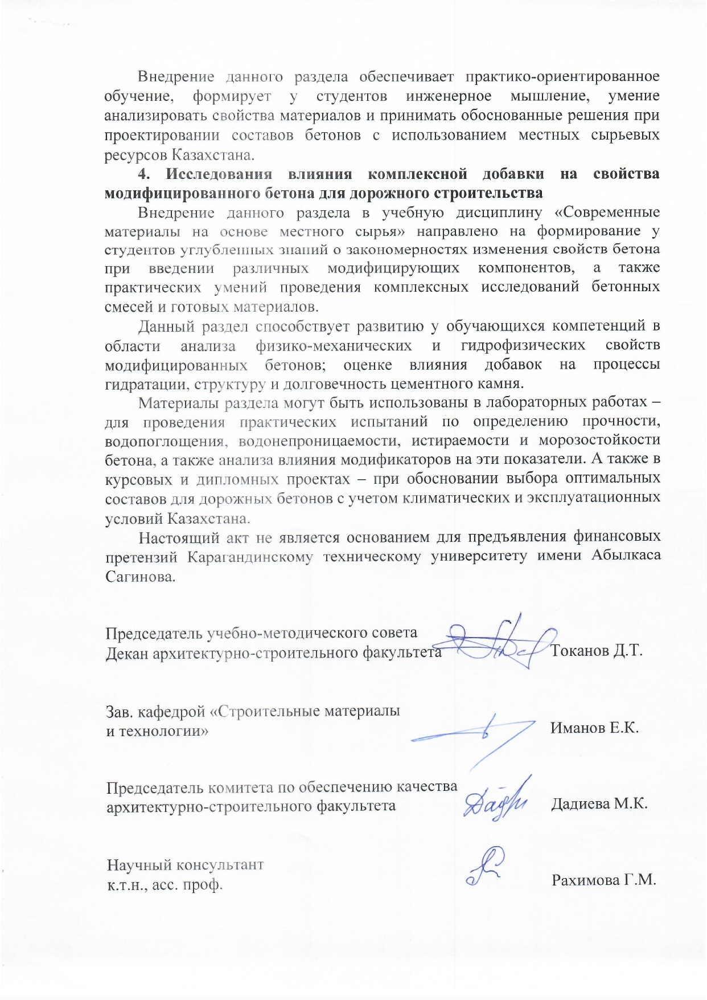 Внедрение данного раздела обеспечивает практико-ориентированное
обучение, формирует у студентов инженерное мышление, умение
анализировать свойства материалов и принимать обоснованные решения при
проектировании составов бетонов с использованием местных сырьевых
ресурсов Казахстана.
4. Исследования влияния комплексной добавки на свойства
модифицированного бетона для дорожного строительства
Внедрение данного раздела в учебную дисциплину «Современные
материалы на основе местного сырья» направлено на формирование у
студентов углубленных знаний о закономерностях изменения свойств бетона
при введении различных модифицирующих компонентов, а также
практических умений проведения комплексных исследований бетонных
смесей и готовых материалов.
Данный раздел способствует развитию у обучающихся компетенций в
области анализа физико-механических и гидрофизических свойств
модифицированных бетонов; оценке влияния добавок на процессы
гидратации, структуру и долговечность цементного камня.
Материалы раздела могут быть использованы в лабораторных работах –
для проведения практических испытаний по определению прочности,
водопоглощения, водонепроницаемости, истираемости и морозостойкости
бетона, а также анализа влияния модификаторов на эти показатели. А также в
курсовых и дипломных проектах – при обосновании выбора оптимальных
составов для дорожных бетонов с учетом климатических и эксплуатационных
условий Казахстана.
Настоящий акт не является основанием для предъявления финансовых
претензий Карагандинскому техническому университету имени Абылкаса
Сагинова.
Председатель учебно-методического совета
Декан архитектурно-строительного факультета Токанов Д.Т.
Зав. кафедрой «Строительные материалы
и технологии» Иманов Е.К.
Председатель комитета по обеспечению качества
архитектурно-строительного факультета Дадиева М.К.
Научный консультант
к.т.н., асс. проф. Рахимова Г.М.